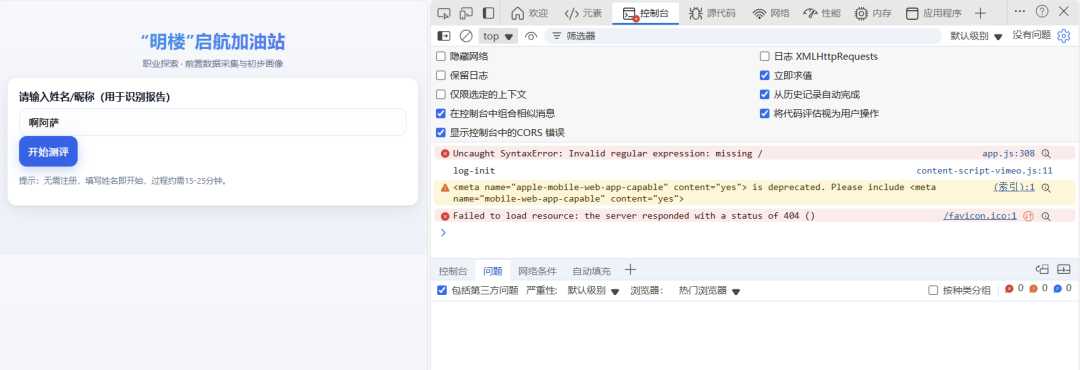 “明楼”启航加油站
职业探索 · 前置数据采集与初步画像
请输入姓名/昵称（用于识别报告）
啊阿萨
开始测评
提示：无需注册，填写姓名即开始，过程约需15-25分钟。
欢迎 元素 控制台 源代码 网络 性能 内存 应用程序
top 筛选器 默认级别 没有问题
隐藏网络 日志 XMLHttpRequests
保留日志 立即求值
仅限选定的上下文 从历史记录自动完成
在控制台中组合相似消息 将代码评估视为用户操作
显示控制台中的CORS 错误
Uncaught SyntaxError: Invalid regular expression: missing / app.js:308
log-init content-script-vimeo.js:11
<meta name="apple-mobile-web-app-capable" content="yes"> is deprecated. Please include <meta (索引):1
name="mobile-web-app-capable" content="yes">
Failed to load resource: the server responded with a status of 404 () /favicon.ico:1
控制台 问题 网络条件 自动填充
包括第三方问题 严重性: 默认级别 浏览器: 热门浏览器 按种类分组 0 0 0